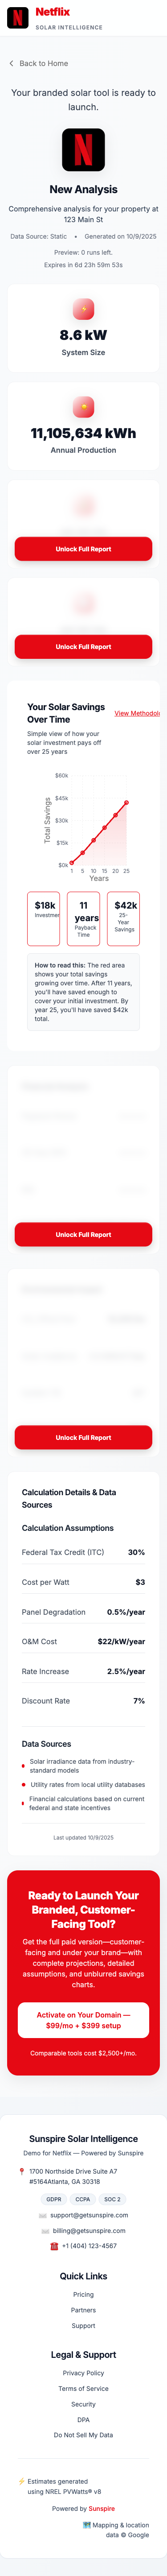 Netflix
SOLAR INTELLIGENCE
Back to Home
Your branded solar tool is ready to
launch.
New Analysis
Comprehensive analysis for your property at
123 Main St
Data Source: Static • Generated on 10/9/2025
Preview: 0 runs left.
Expires in 6d 23h 59m 53s
8.6 kW
System Size
11,105,634 kWh
Annual Production
Unlock Full Report
Unlock Full Report
Your Solar Savings
Over Time
View Methodol
Simple view of how your
solar investment pays off
over 25 years
Total Savings
$60k
$45k
$30k
$15k
$0k
1 5 10 15 20 25
Years
$18k
Investmen
11
years
Payback
Time
$42k
25-
Year
Savings
How to read this: The red area
shows your total savings
growing over time. After 11 years,
you'll have saved enough to
cover your initial investment. By
year 25, you'll have saved $42k
total.
Unlock Full Report
Unlock Full Report
Calculation Details & Data
Sources
Calculation Assumptions
Federal Tax Credit (ITC) 30%
Cost per Watt $3
Panel Degradation 0.5%/year
O&M Cost $22/kW/year
Rate Increase 2.5%/year
Discount Rate 7%
Data Sources
Solar irradiance data from industry-
standard models
Utility rates from local utility databases
Financial calculations based on current
federal and state incentives
Last updated 10/9/2025
Ready to Launch Your
Branded, Customer-
Facing Tool?
Get the full paid version—customer-
facing and under your brand—with
complete projections, detailed
assumptions, and unblurred savings
charts.
Activate on Your Domain —
$99/mo + $399 setup
Comparable tools cost $2,500+/mo.
Sunspire Solar Intelligence
Demo for Netflix — Powered by Sunspire
1700 Northside Drive Suite A7
#5164Atlanta, GA 30318
GDPR CCPA SOC 2
support@getsunspire.com
billing@getsunspire.com
+1 (404) 123-4567
Quick Links
Pricing
Partners
Support
Legal & Support
Privacy Policy
Terms of Service
Security
DPA
Do Not Sell My Data
Estimates generated
using NREL PVWatts® v8
Powered by Sunspire
Mapping & location
data © Google